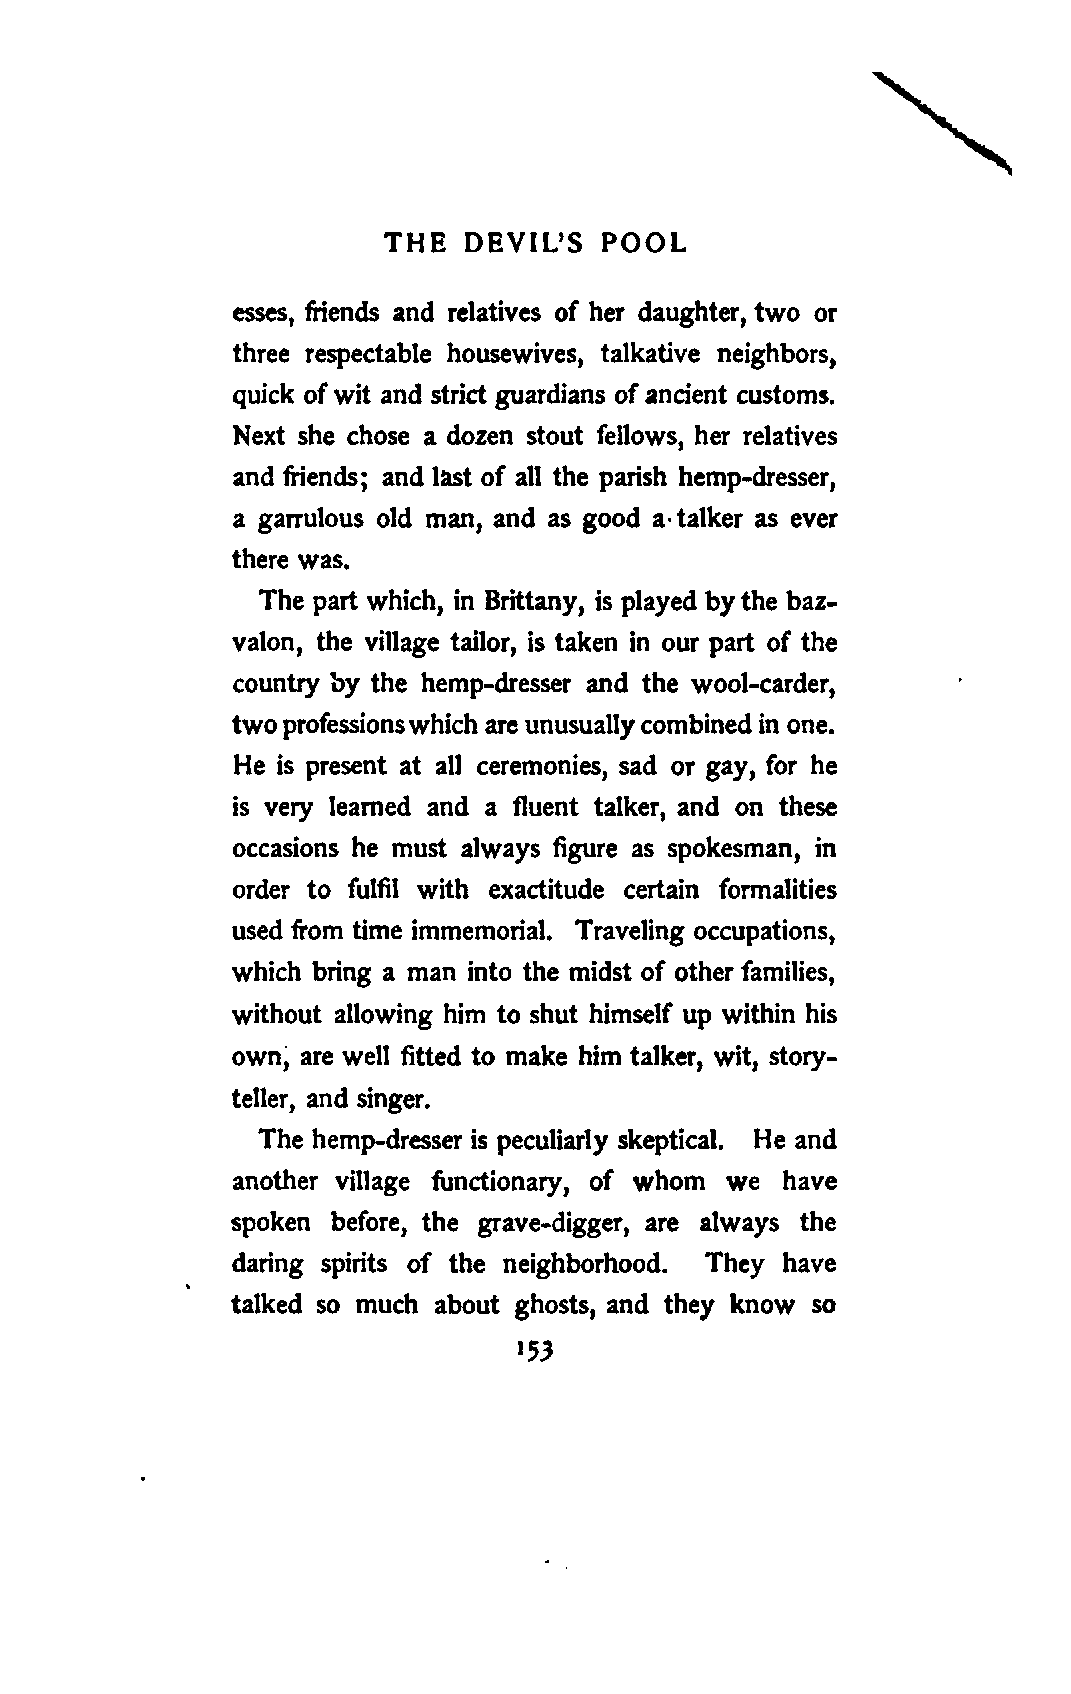 THE DEVIL'S POOL
esses, friends and relatives of her daughter, two or
three respectable housewives, talkative neighbors,
quick of wit and strict guardians of ancient customs.
Next she chose a dozen stout fellows, her relatives
and friends; and last of all the parish hemp-dresser,
a garrulous old man, and as good a talker as ever
there was.
The part which, in Brittany, is played by the baz-
valon, the village tailor, is taken in our part of the
country by the hemp-dresser and the wool-carder,
two professions which are unusually combined in one.
He is present at all ceremonies, sad or gay, for he
is very learned and a fluent talker, and on these
occasions he must always figure as spokesman, in
order to fulfil with exactitude certain formalities
used from time immemorial. Traveling occupations,
which bring a man into the midst of other families,
without allowing him to shut himself up within his
own, are well fitted to make him talker, wit, story-
teller, and singer.
The hemp-dresser is peculiarly skeptical. He and
another village functionary, of whom we have
spoken before, the grave-digger, are always the
daring spirits of the neighborhood. They have
talked so much about ghosts, and they know so
153